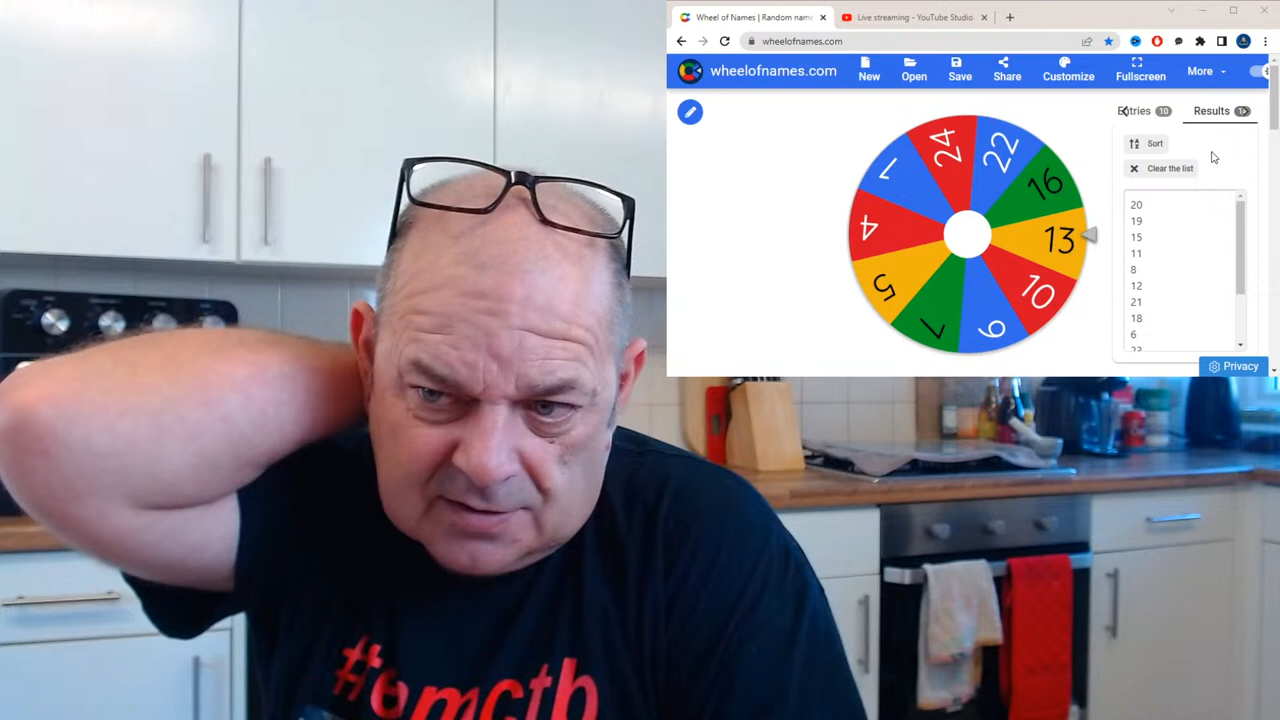 Wheel of Names | Random name
Live streaming - YouTube Studio
wheelofnames.com
wheelofnames.com
New
Open
Save
Share
Customize
Fullscreen
More
Entries 10
Results
Sort
Clear the list
20
19
15
11
8
12
21
18
6
23
24
22
16
13
10
9
7
5
4
1
Privacy